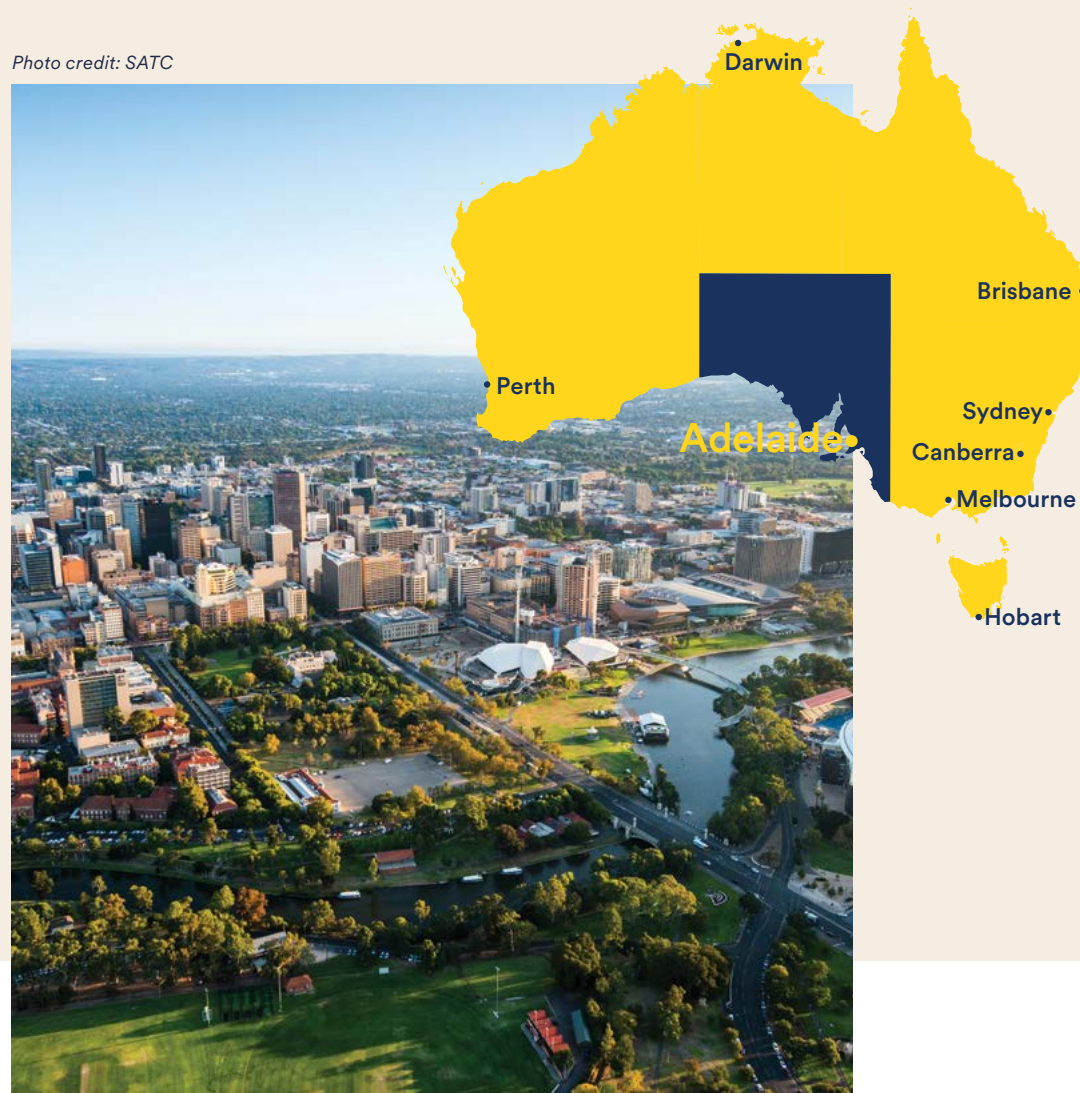 Photo credit: SATC
Darwin
Brisbane
Perth
Sydney
Adelaide
Canberra
Melbourne
Hobart